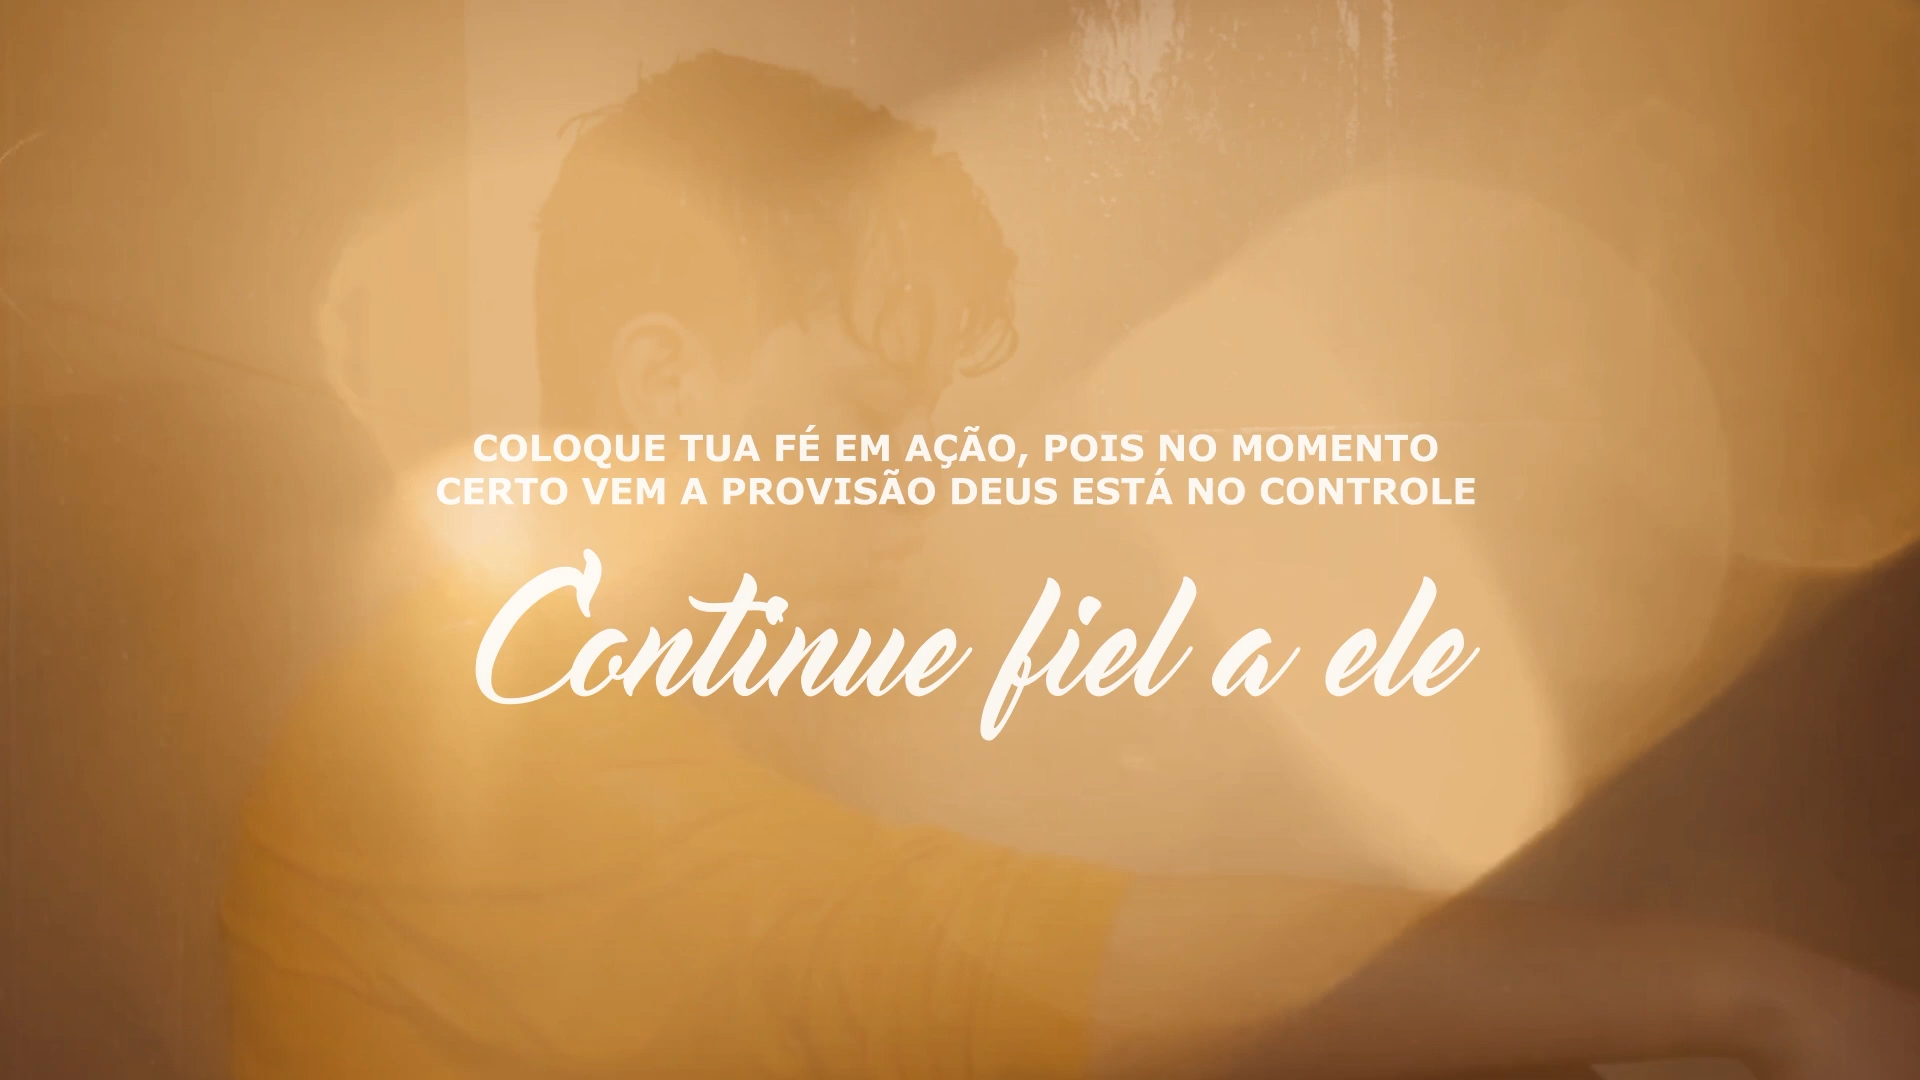 COLOQUE TUA FÉ EM AÇÃO, POIS NO MOMENTO
CERTO VEM A PROVISÃO DEUS ESTÁ NO CONTROLE
Continue fiel a ele